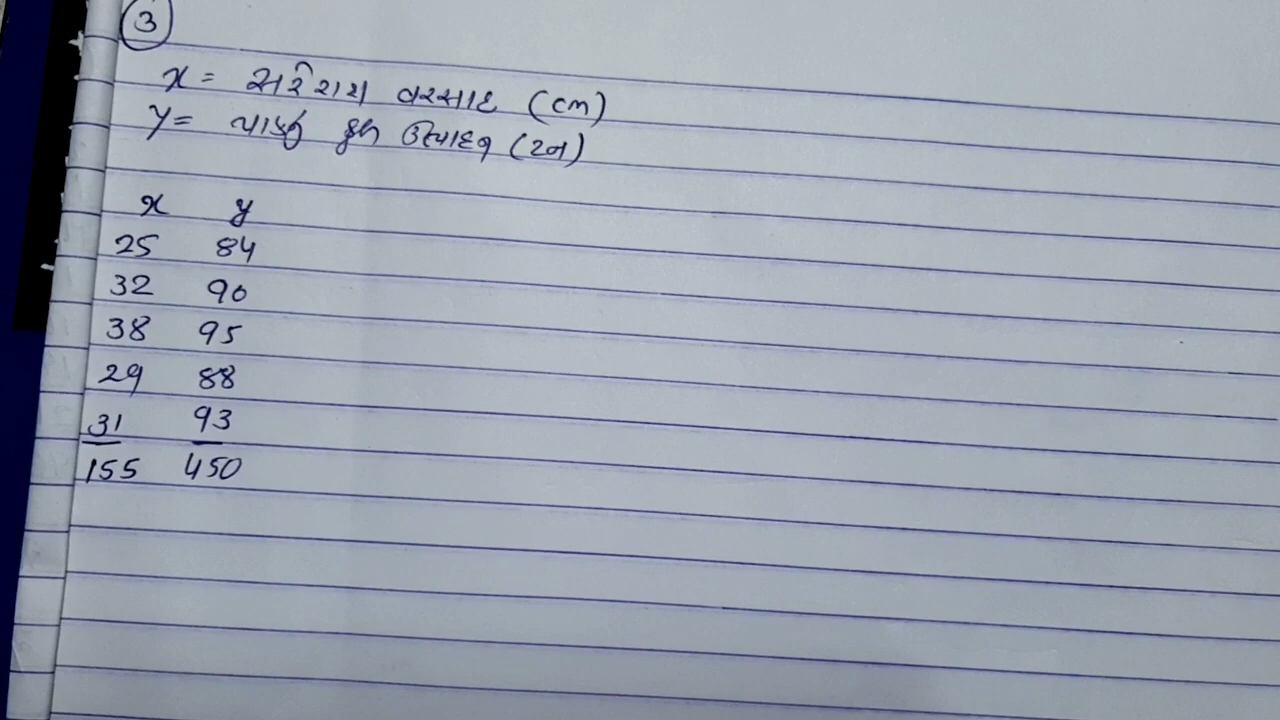 3
x = સરેરાશ વરસાદ (cm)
y = પાકનું કુલ ઉત્પાદન (ટન)
x y
25 84
32 90
38 95
29 88
31 93
155 450